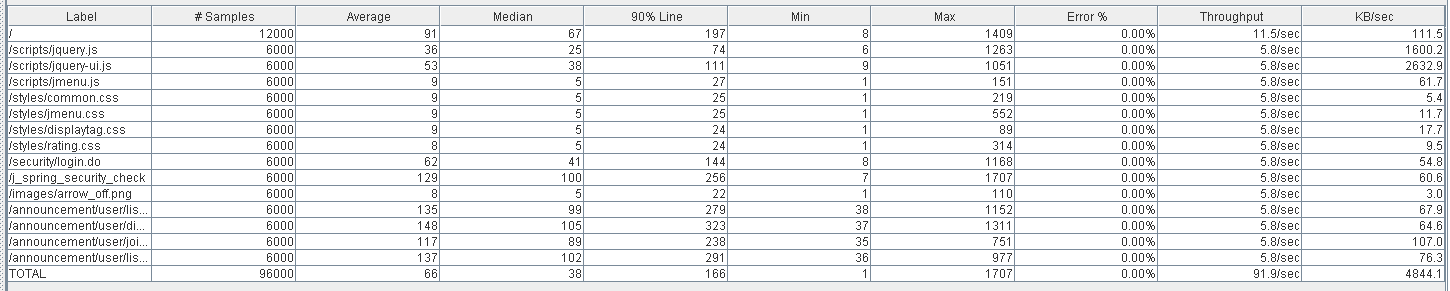 Label # Samples Average Median 90% Line Min Max Error % Throughput KB/sec
/ 12000 91 67 197 8 1409 0.00% 11.5/sec 111.5
/scripts/jquery.js 6000 36 25 74 6 1263 0.00% 5.8/sec 1600.2
/scripts/jquery-ui.js 6000 53 38 111 9 1051 0.00% 5.8/sec 2632.9
/scripts/jmenu.js 6000 9 5 27 1 151 0.00% 5.8/sec 61.7
/styles/common.css 6000 9 5 25 1 219 0.00% 5.8/sec 5.4
/styles/jmenu.css 6000 9 5 25 1 552 0.00% 5.8/sec 11.7
/styles/displaytag.css 6000 9 5 24 1 89 0.00% 5.8/sec 17.7
/styles/rating.css 6000 8 5 24 1 314 0.00% 5.8/sec 9.5
/security/login.do 6000 62 41 144 8 1168 0.00% 5.8/sec 54.8
/j_spring_security_check 6000 129 100 256 7 1707 0.00% 5.8/sec 60.6
/images/arrow_off.png 6000 8 5 22 1 110 0.00% 5.8/sec 3.0
/announcement/user/lis... 6000 135 99 279 38 1152 0.00% 5.8/sec 67.9
/announcement/user/di... 6000 148 105 323 37 1311 0.00% 5.8/sec 64.6
/announcement/user/joi... 6000 117 89 238 35 751 0.00% 5.8/sec 107.0
/announcement/user/lis... 6000 137 102 291 36 977 0.00% 5.8/sec 76.3
TOTAL 96000 66 38 166 1 1707 0.00% 91.9/sec 4844.1